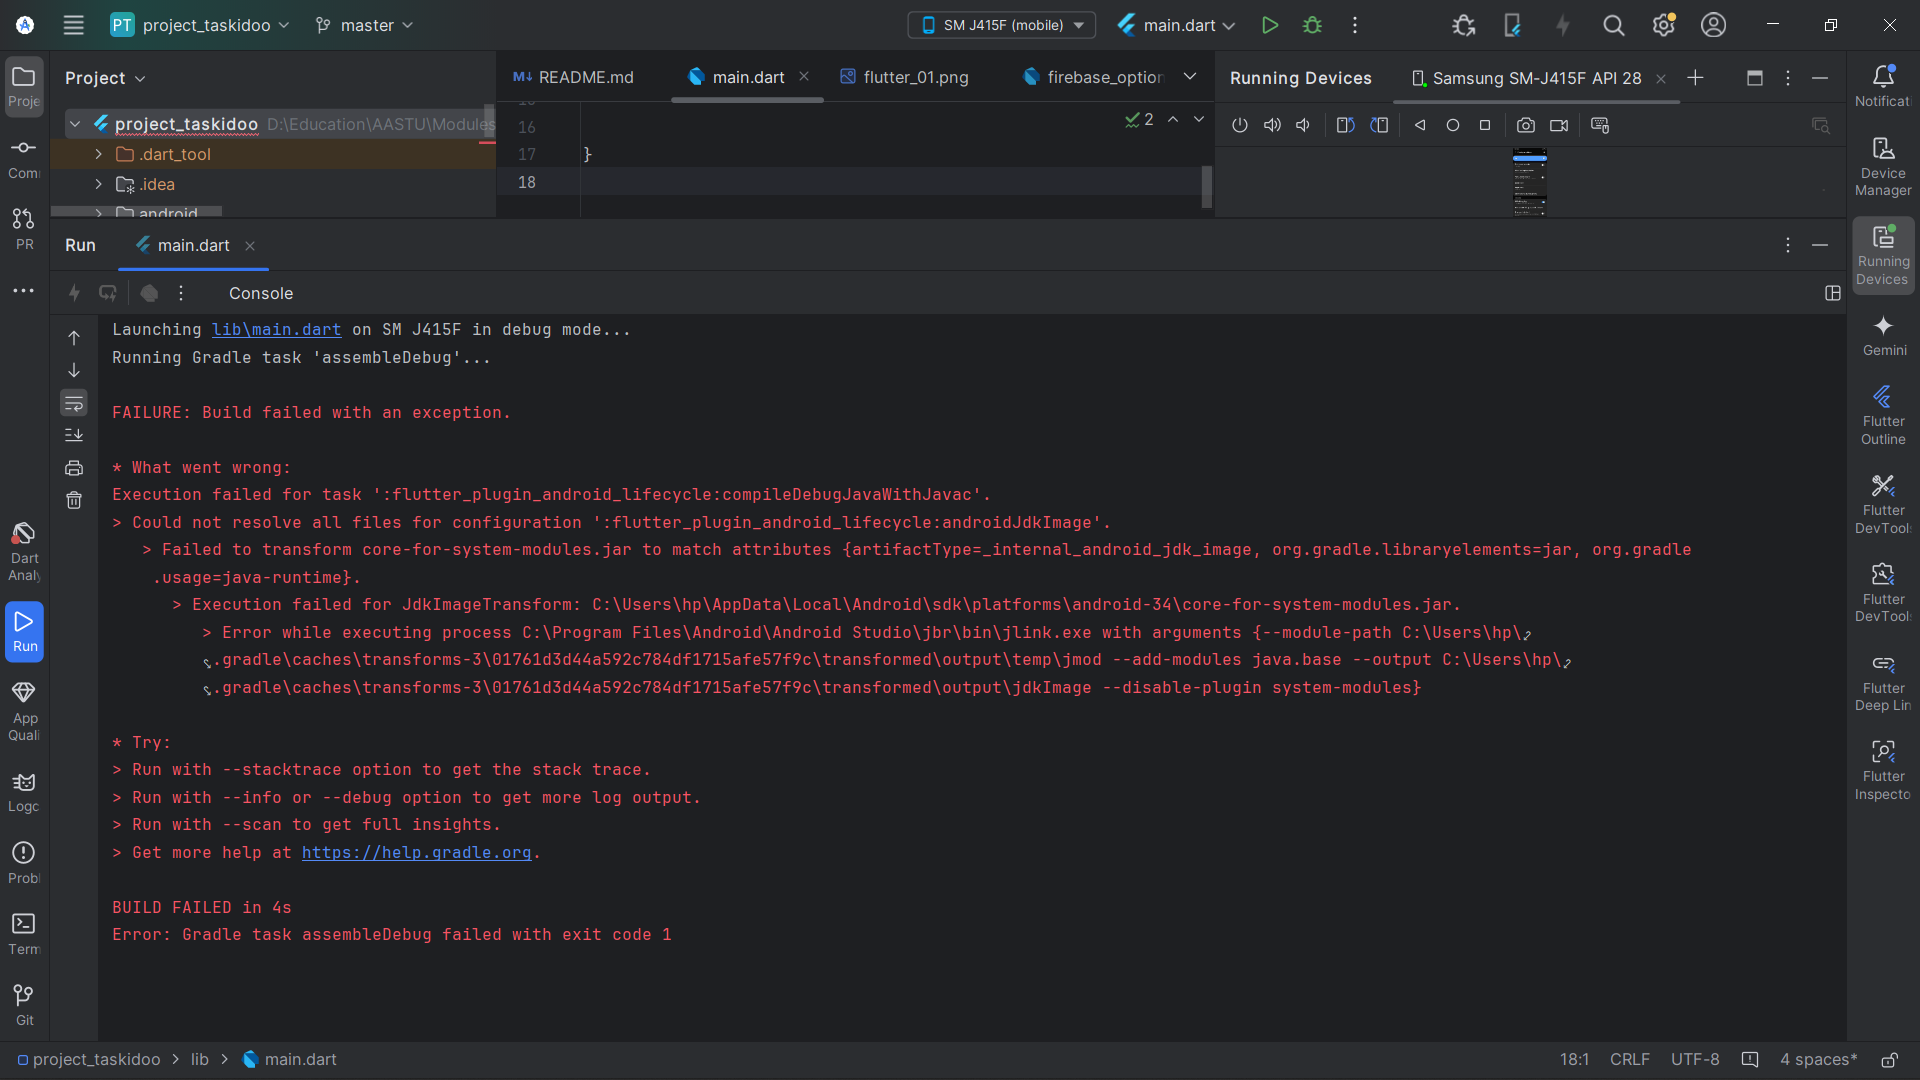 PT project_taskidoo master SM J415F (mobile) main.dart
Project
README.md main.dart flutter_01.png firebase_option
Running Devices Samsung SM-J415F API 28
project_taskidoo D:\Education\AASTU\Modules
.dart_tool
.idea
android
16
17 }
18
2
Proje
Com
PR
Dart
Analy
Run
App
Quali
Logc
Probl
Term
Git
Run main.dart
Console
Launching lib\main.dart on SM J415F in debug mode...
Running Gradle task 'assembleDebug'...
FAILURE: Build failed with an exception.
* What went wrong:
Execution failed for task ':flutter_plugin_android_lifecycle:compileDebugJavaWithJavac'.
> Could not resolve all files for configuration ':flutter_plugin_android_lifecycle:androidJdkImage'.
> Failed to transform core-for-system-modules.jar to match attributes {artifactType=_internal_android_jdk_image, org.gradle.libraryelements=jar, org.gradle
.usage=java-runtime}.
> Execution failed for JdkImageTransform: C:\Users\hp\AppData\Local\Android\sdk\platforms\android-34\core-for-system-modules.jar.
> Error while executing process C:\Program Files\Android\Android Studio\jbr\bin\jlink.exe with arguments {--module-path C:\Users\hp\
.gradle\caches\transforms-3\01761d3d44a592c784df1715afe57f9c\transformed\output\temp\jmod --add-modules java.base --output C:\Users\hp\
.gradle\caches\transforms-3\01761d3d44a592c784df1715afe57f9c\transformed\output\jdkImage --disable-plugin system-modules}
* Try:
> Run with --stacktrace option to get the stack trace.
> Run with --info or --debug option to get more log output.
> Run with --scan to get full insights.
> Get more help at https://help.gradle.org.
BUILD FAILED in 4s
Error: Gradle task assembleDebug failed with exit code 1
Notificat
Device
Manager
Running
Devices
Gemini
Flutter
Outline
Flutter
DevTool
Flutter
DevTool
Flutter
Deep Lin
Flutter
Inspecto
project_taskidoo > lib > main.dart
18:1 CRLF UTF-8 4 spaces*